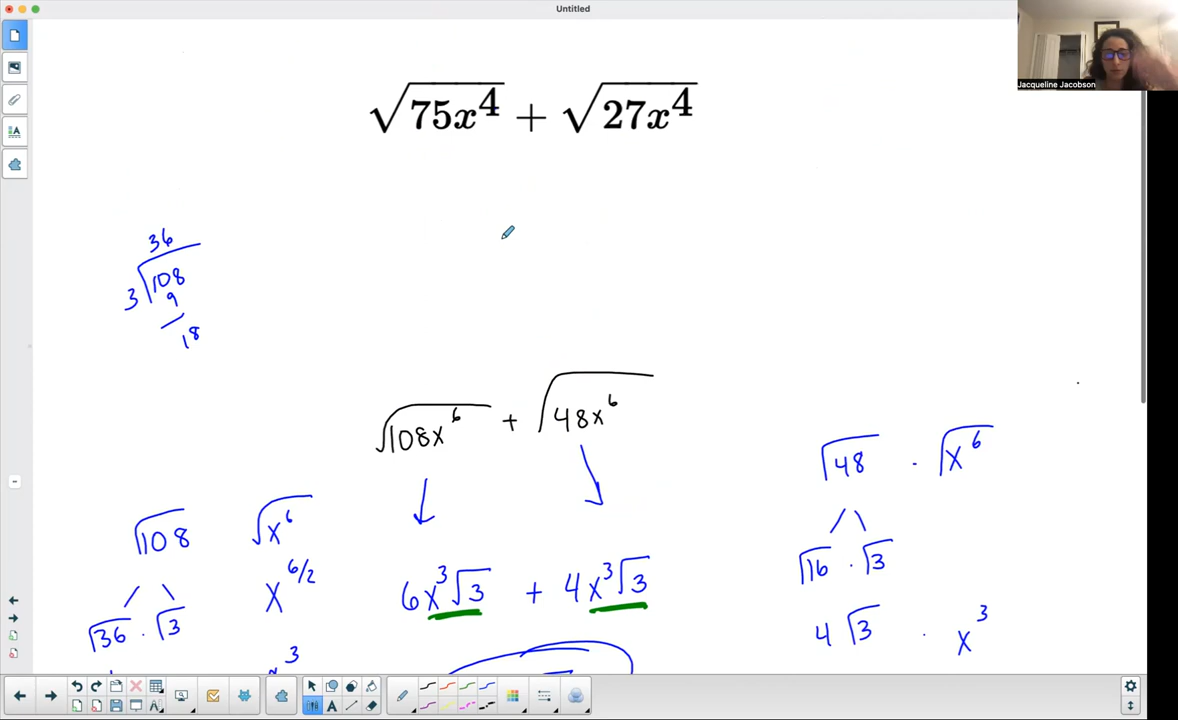 Untitled
Jacqueline Jacobson
√75x⁴ + √27x⁴
36
3 108
9
18
√108x⁶ + √48x⁶
√48 · √x⁶
√108 √x⁶
√16 · √3
x^6/2
6x³√3 + 4x³√3
√36 · √3
4√3 · x³
3